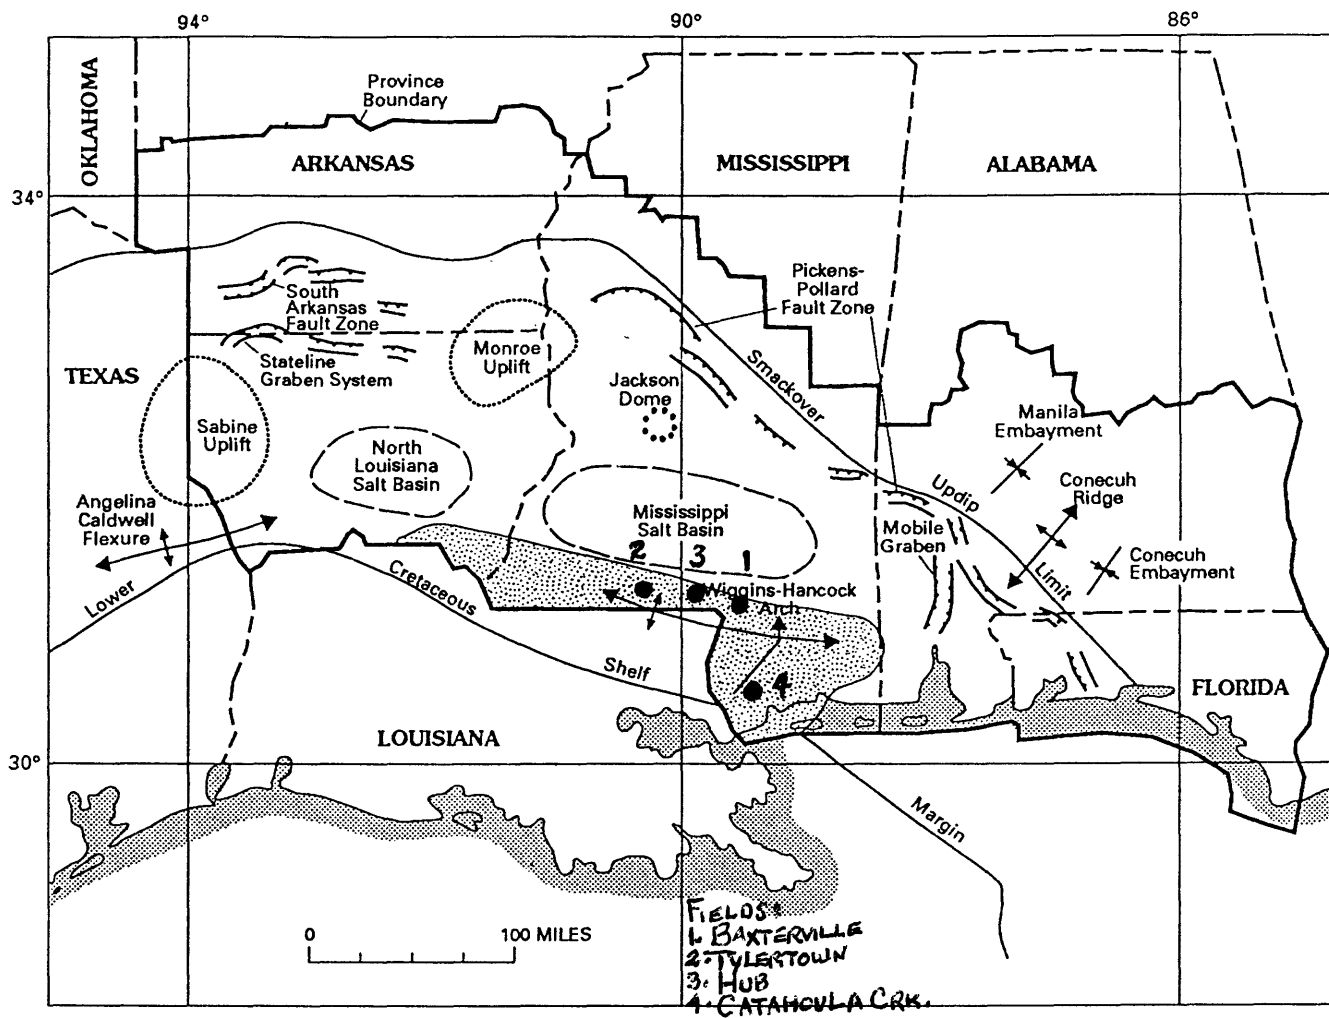 94°
90°
86°
OKLAHOMA
Province
Boundary
ARKANSAS
MISSISSIPPI
ALABAMA
34°
Pickens-
Pollard
Fault Zone
South
Arkansas
Fault Zone
Stateline
Graben System
Monroe
Uplift
TEXAS
Smackover
Jackson
Dome
Sabine
Uplift
North
Louisiana
Salt Basin
Manila
Embayment
Updip
Conecuh
Ridge
Angelina
Caldwell
Flexure
Mississippi
Salt Basin
Mobile
Graben
2 3 1
Conecuh
Embayment
Limit
Lower
Cretaceous
Wiggins-Hancock
Arch
Shelf
4
FLORIDA
LOUISIANA
30°
Margin
0 100 MILES
FIELDS:
1. BAXTERVILLE
2. TYLERTOWN
3. HUB
4. CATAHOULA CRK.